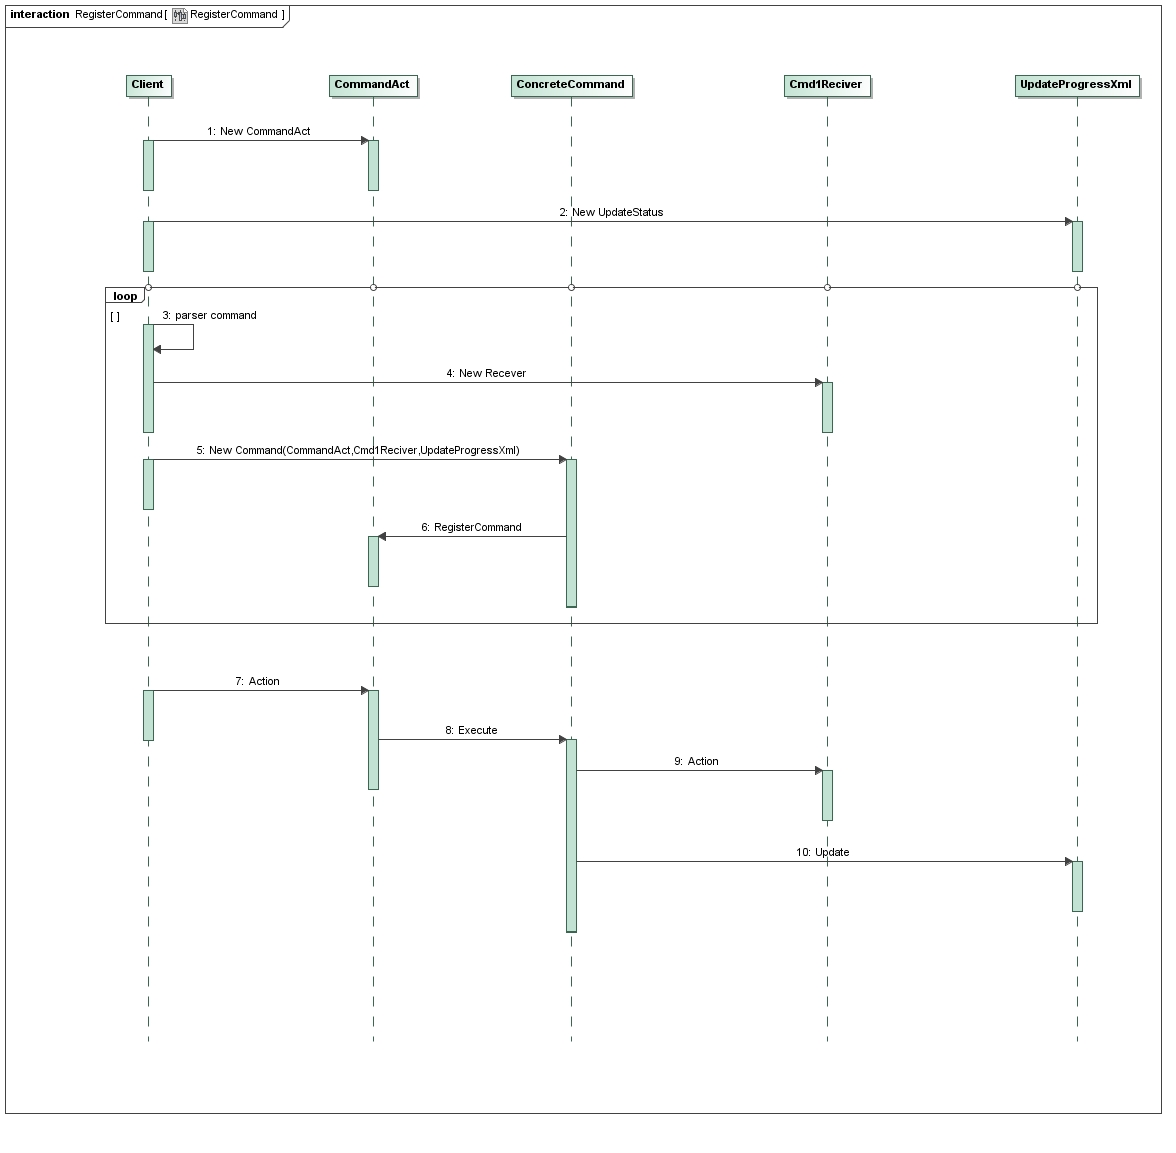 interaction RegisterCommand[ RegisterCommand ]
Client CommandAct ConcreteCommand Cmd1Reciver UpdateProgressXml
1: New CommandAct
2: New UpdateStatus
loop
[ ]
3: parser command
4: New Recever
5: New Command(CommandAct,Cmd1Reciver,UpdateProgressXml)
6: RegisterCommand
7: Action
8: Execute
9: Action
10: Update